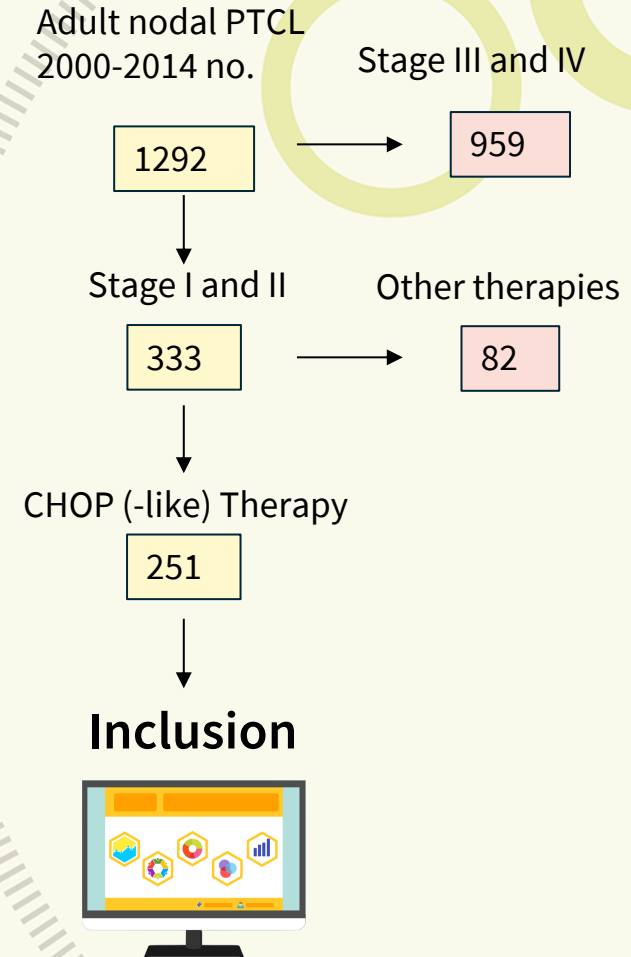 Adult nodal PTCL
2000-2014 no.
Stage III and IV
1292
959
Stage I and II
Other therapies
333
82
CHOP (-like) Therapy
251
Inclusion